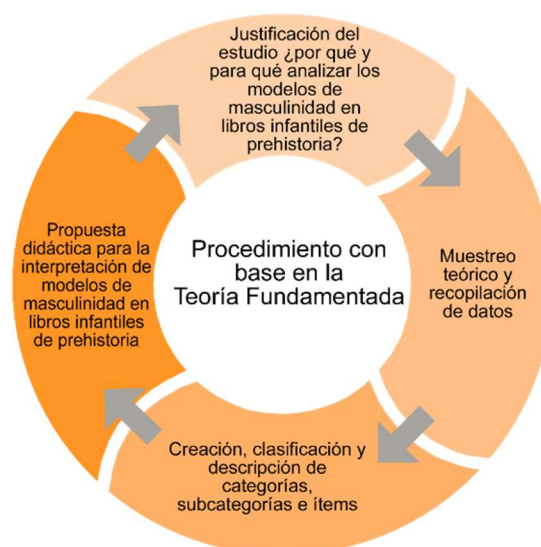 Justificación del
estudio ¿por qué y
para qué analizar los
modelos de
masculinidad en
libros infantiles de
prehistoria?
Muestreo
teórico y
recopilación
de datos
Creación, clasificación y
descripción de
categorías,
subcategorías e ítems
Propuesta
didáctica para la
interpretación de
modelos de
masculinidad en
libros infantiles
de prehistoria
Procedimiento con
base en la
Teoría Fundamentada